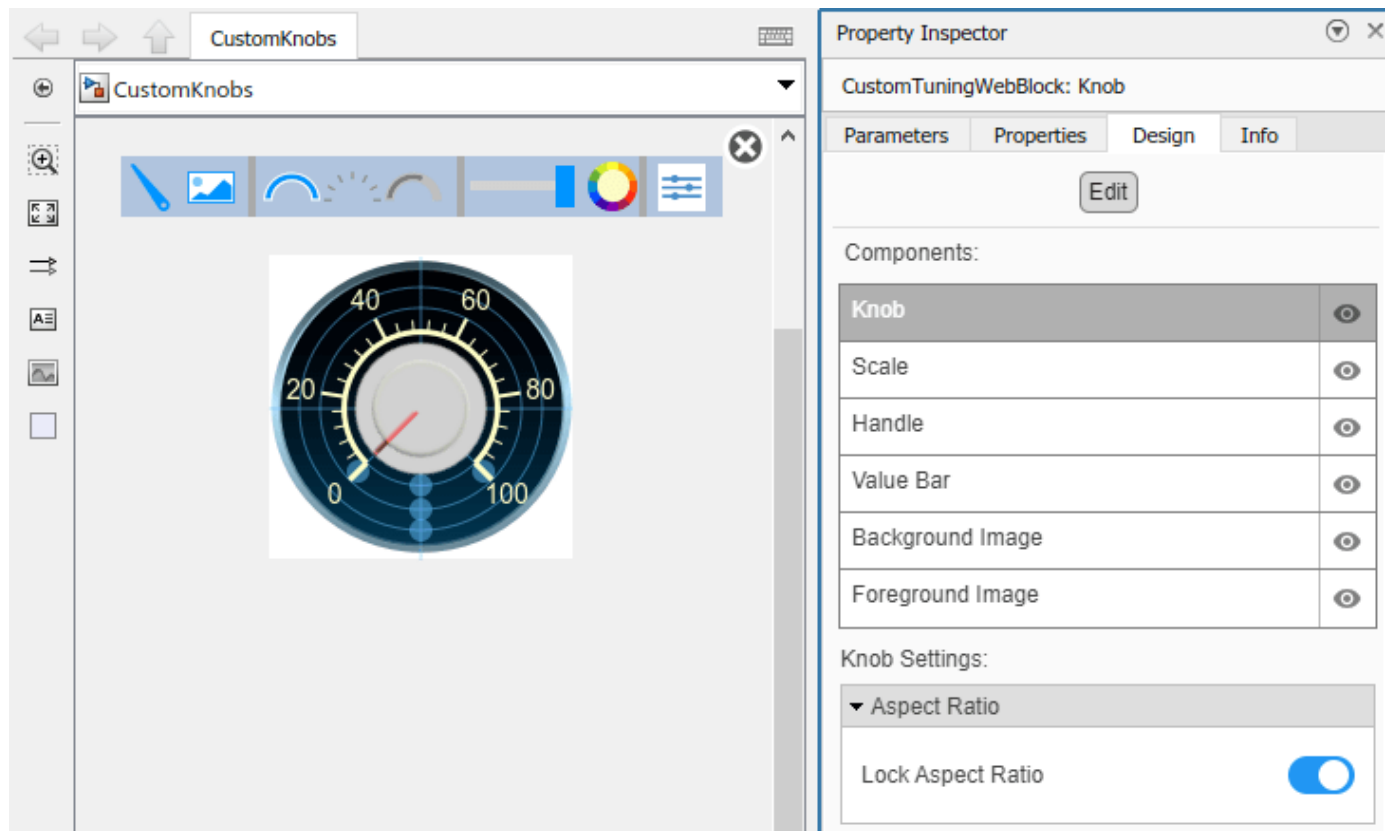 CustomKnobs
CustomKnobs
40 60
20 80
0 100
Property Inspector
CustomTuningWebBlock: Knob
Parameters Properties Design Info
Edit
Components:
Knob
Scale
Handle
Value Bar
Background Image
Foreground Image
Knob Settings:
Aspect Ratio
Lock Aspect Ratio